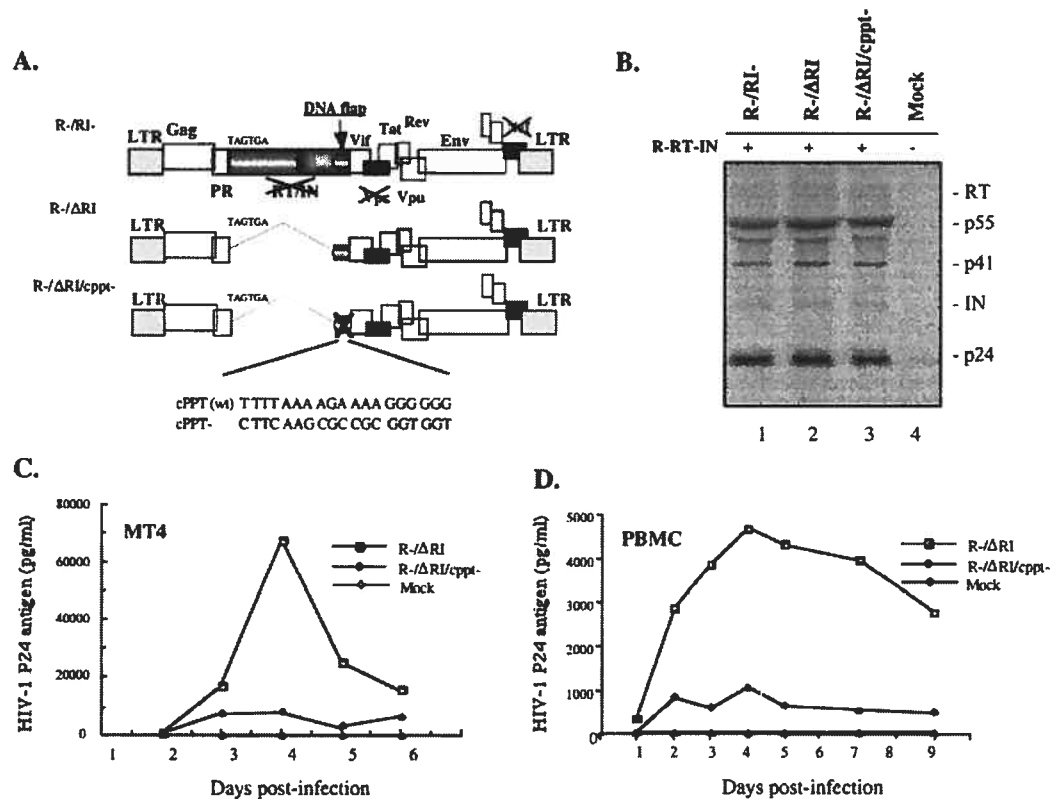 A.
R-/RI-
DNA flap
LTR Gag TAGTGA Vif Tat Rev Env LTR
PR RT/IN Vpr Vpu
R-/ΔRI
LTR TAGTGA LTR
R-/ΔRI/cppt-
LTR TAGTGA LTR
cPPT (wt) TTTT AAA AGA AAA GGG GGG
cPPT- CTTC AAG CGC CGC GGT GGT
B.
R-/RI-
R-/ΔRI
R-/ΔRI/cppt-
Mock
R-RT-IN + + + -
- RT
- p55
- p41
- IN
- p24
1 2 3 4
C.
MT4
HIV-1 P24 antigen (pg/ml)
80000
60000
40000
20000
0
1 2 3 4 5 6
Days post-infection
R-/ΔRI
R-/ΔRI/cppt-
Mock
D.
PBMC
HIV-1 P24 antigen (pg/ml)
5000
4000
3000
2000
1000
0
1 2 3 4 5 6 7 8 9
Days post-infection
R-/ΔRI
R-/ΔRI/cppt-
Mock